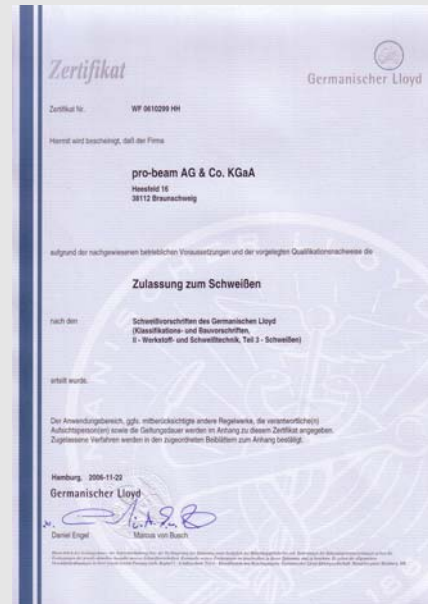 Zertifikat
Germanischer Lloyd
Zertifikat Nr. WF 0610299 HH
Hiermit wird bescheinigt, daß der Firma
pro-beam AG & Co. KGaA
Heesfeld 16
38112 Braunschweig
aufgrund der nachgewiesenen betrieblichen Voraussetzungen und der vorgelegten Qualifikationsnachweise die
Zulassung zum Schweißen
nach den Schweißvorschriften des Germanischen Lloyd
(Klassifikations- und Bauvorschriften,
II - Werkstoff- und Schweißtechnik, Teil 3 - Schweißen)
erteilt wurde.
Der Anwendungsbereich, ggfs. mitberücksichtigte andere Regelwerke, die verantwortliche(n)
Aufsichtsperson(en) sowie die Geltungsdauer werden im Anhang zu diesem Zertifikat angegeben.
Zugelassene Verfahren werden in den zugeordneten Beiblättern zum Anhang bestätigt.
Hamburg, 2006-11-22
Germanischer Lloyd
Daniel Engel Marcus von Busch